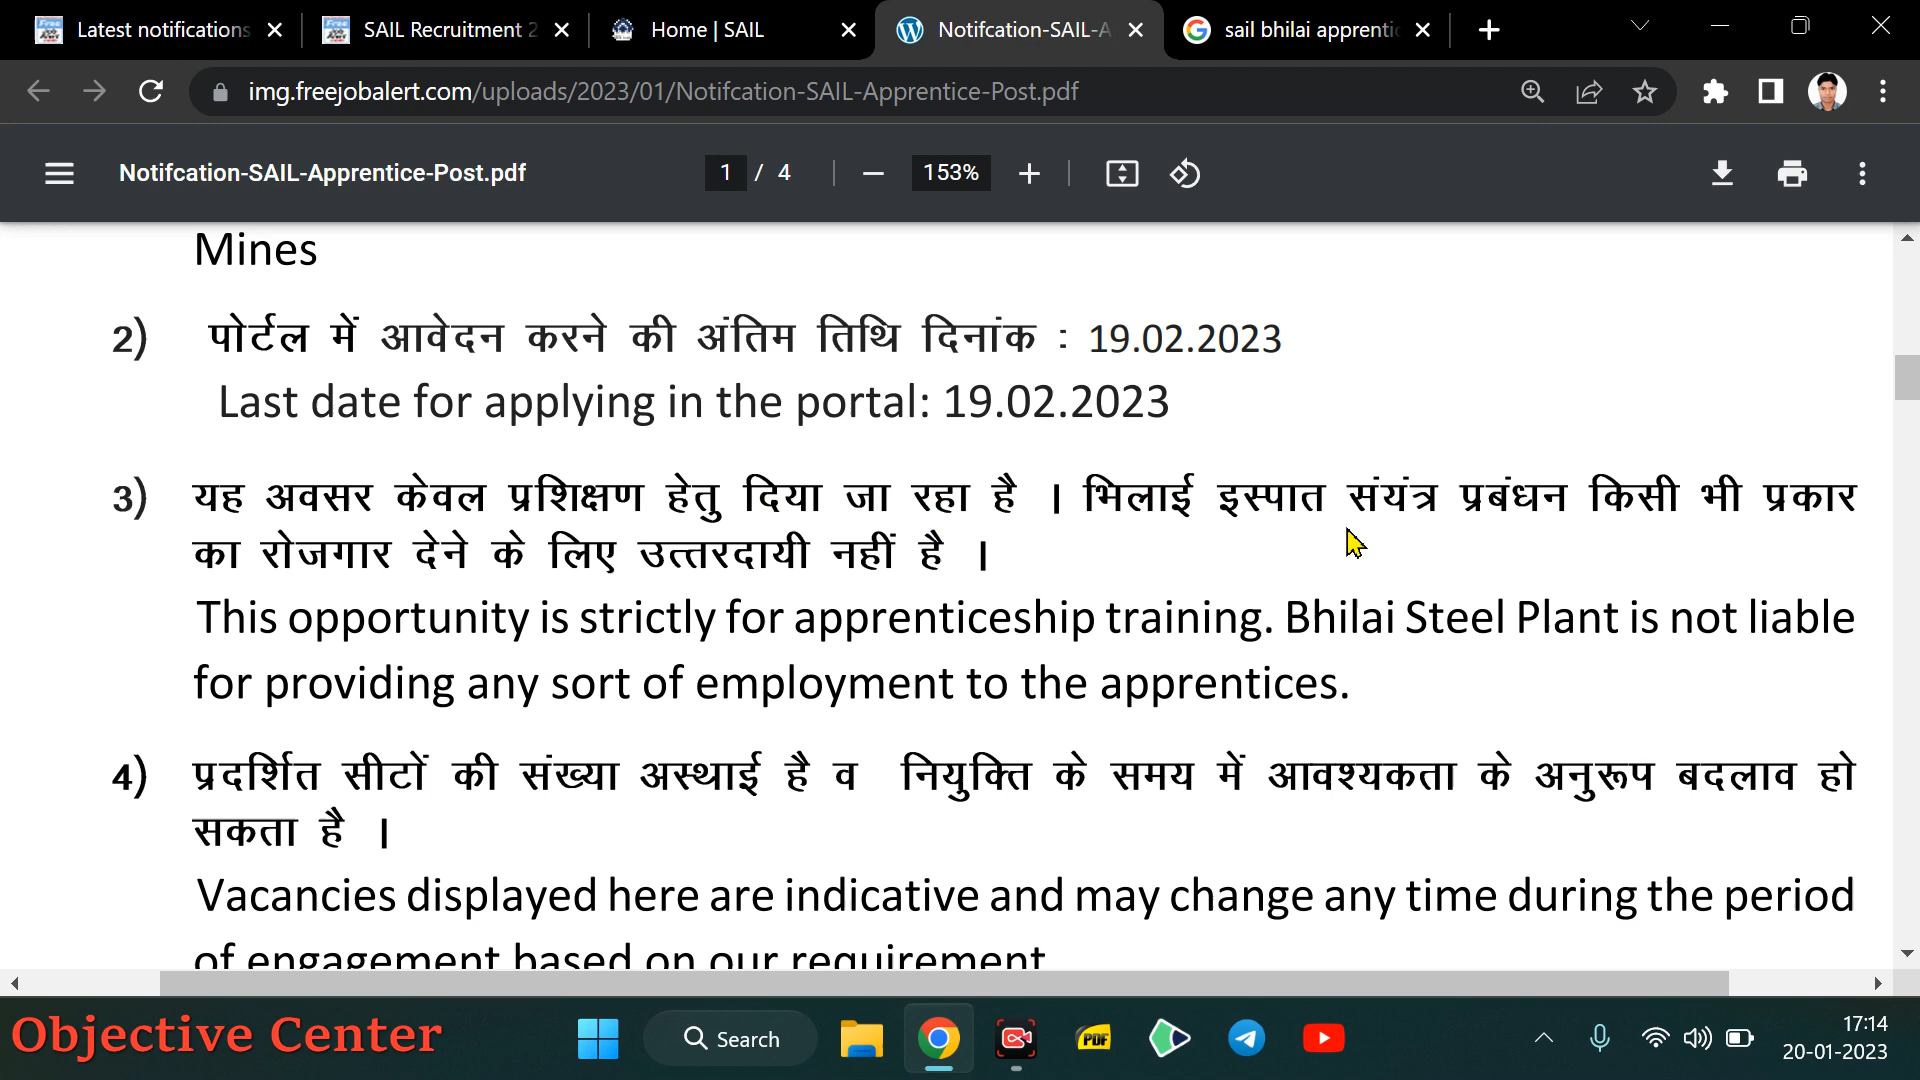 Latest notifications
SAIL Recruitment 2
Home | SAIL
Notifcation-SAIL-A
sail bhilai apprentic
img.freejobalert.com/uploads/2023/01/Notifcation-SAIL-Apprentice-Post.pdf
Notifcation-SAIL-Apprentice-Post.pdf
1 / 4
153%
Mines
2) पोर्टल में आवेदन करने की अंतिम तिथि दिनांक : 19.02.2023
Last date for applying in the portal: 19.02.2023
3) यह अवसर केवल प्रशिक्षण हेतु दिया जा रहा है । भिलाई इस्पात संयंत्र प्रबंधन किसी भी प्रकार
का रोजगार देने के लिए उत्तरदायी नहीं है ।
This opportunity is strictly for apprenticeship training. Bhilai Steel Plant is not liable
for providing any sort of employment to the apprentices.
4) प्रदर्शित सीटों की संख्या अस्थाई है व नियुक्ति के समय में आवश्यकता के अनुरूप बदलाव हो
सकता है ।
Vacancies displayed here are indicative and may change any time during the period
of engagement based on our requirement
Objective Center
Search
PDF
17:14
20-01-2023